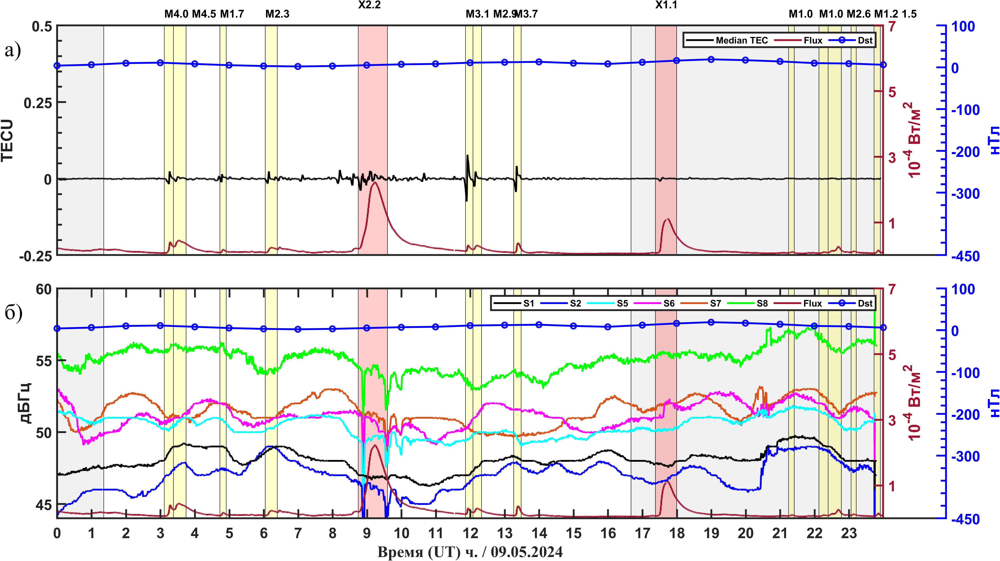 X2.2 X1.1
M4.0 M4.5 M1.7 M2.3 M3.1 M2.9 M3.7 M1.0 M1.0 M2.6 M1.2 1.5
а)
0.5
0.25
0
-0.25
TECU
Median TEC Flux Dst
7
5
3
1
10-4 Вт/м2
100
0
-100
-200
-300
-450
нТл
б)
60
55
50
45
дБГц
S1 S2 S5 S6 S7 S8 Flux Dst
7
5
3
1
10-4 Вт/м2
100
0
-100
-200
-300
-450
нТл
0 1 2 3 4 5 6 7 8 9 10 11 12 13 14 15 16 17 18 19 20 21 22 23
Время (UT) ч. / 09.05.2024